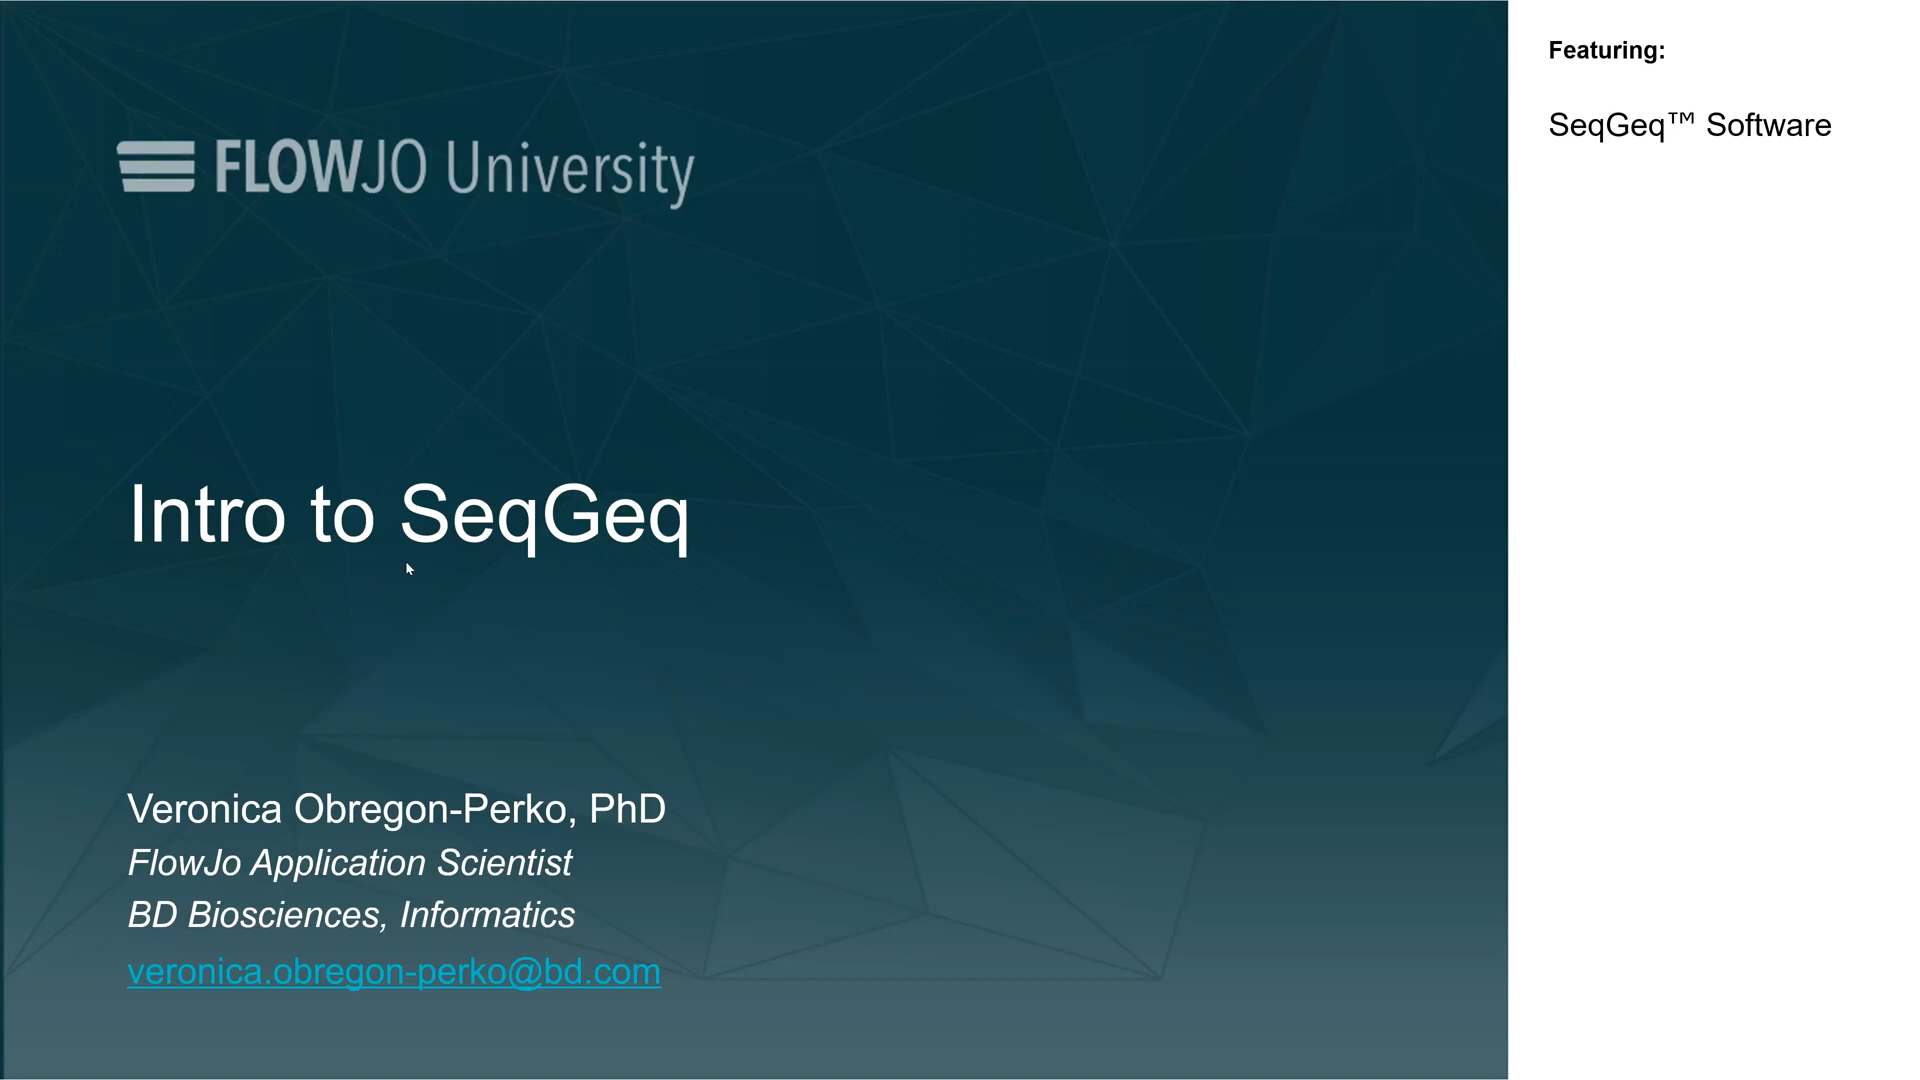 FLOWJO University
Intro to SeqGeq
Veronica Obregon-Perko, PhD
FlowJo Application Scientist
BD Biosciences, Informatics
veronica.obregon-perko@bd.com
Featuring:
SeqGeq™ Software